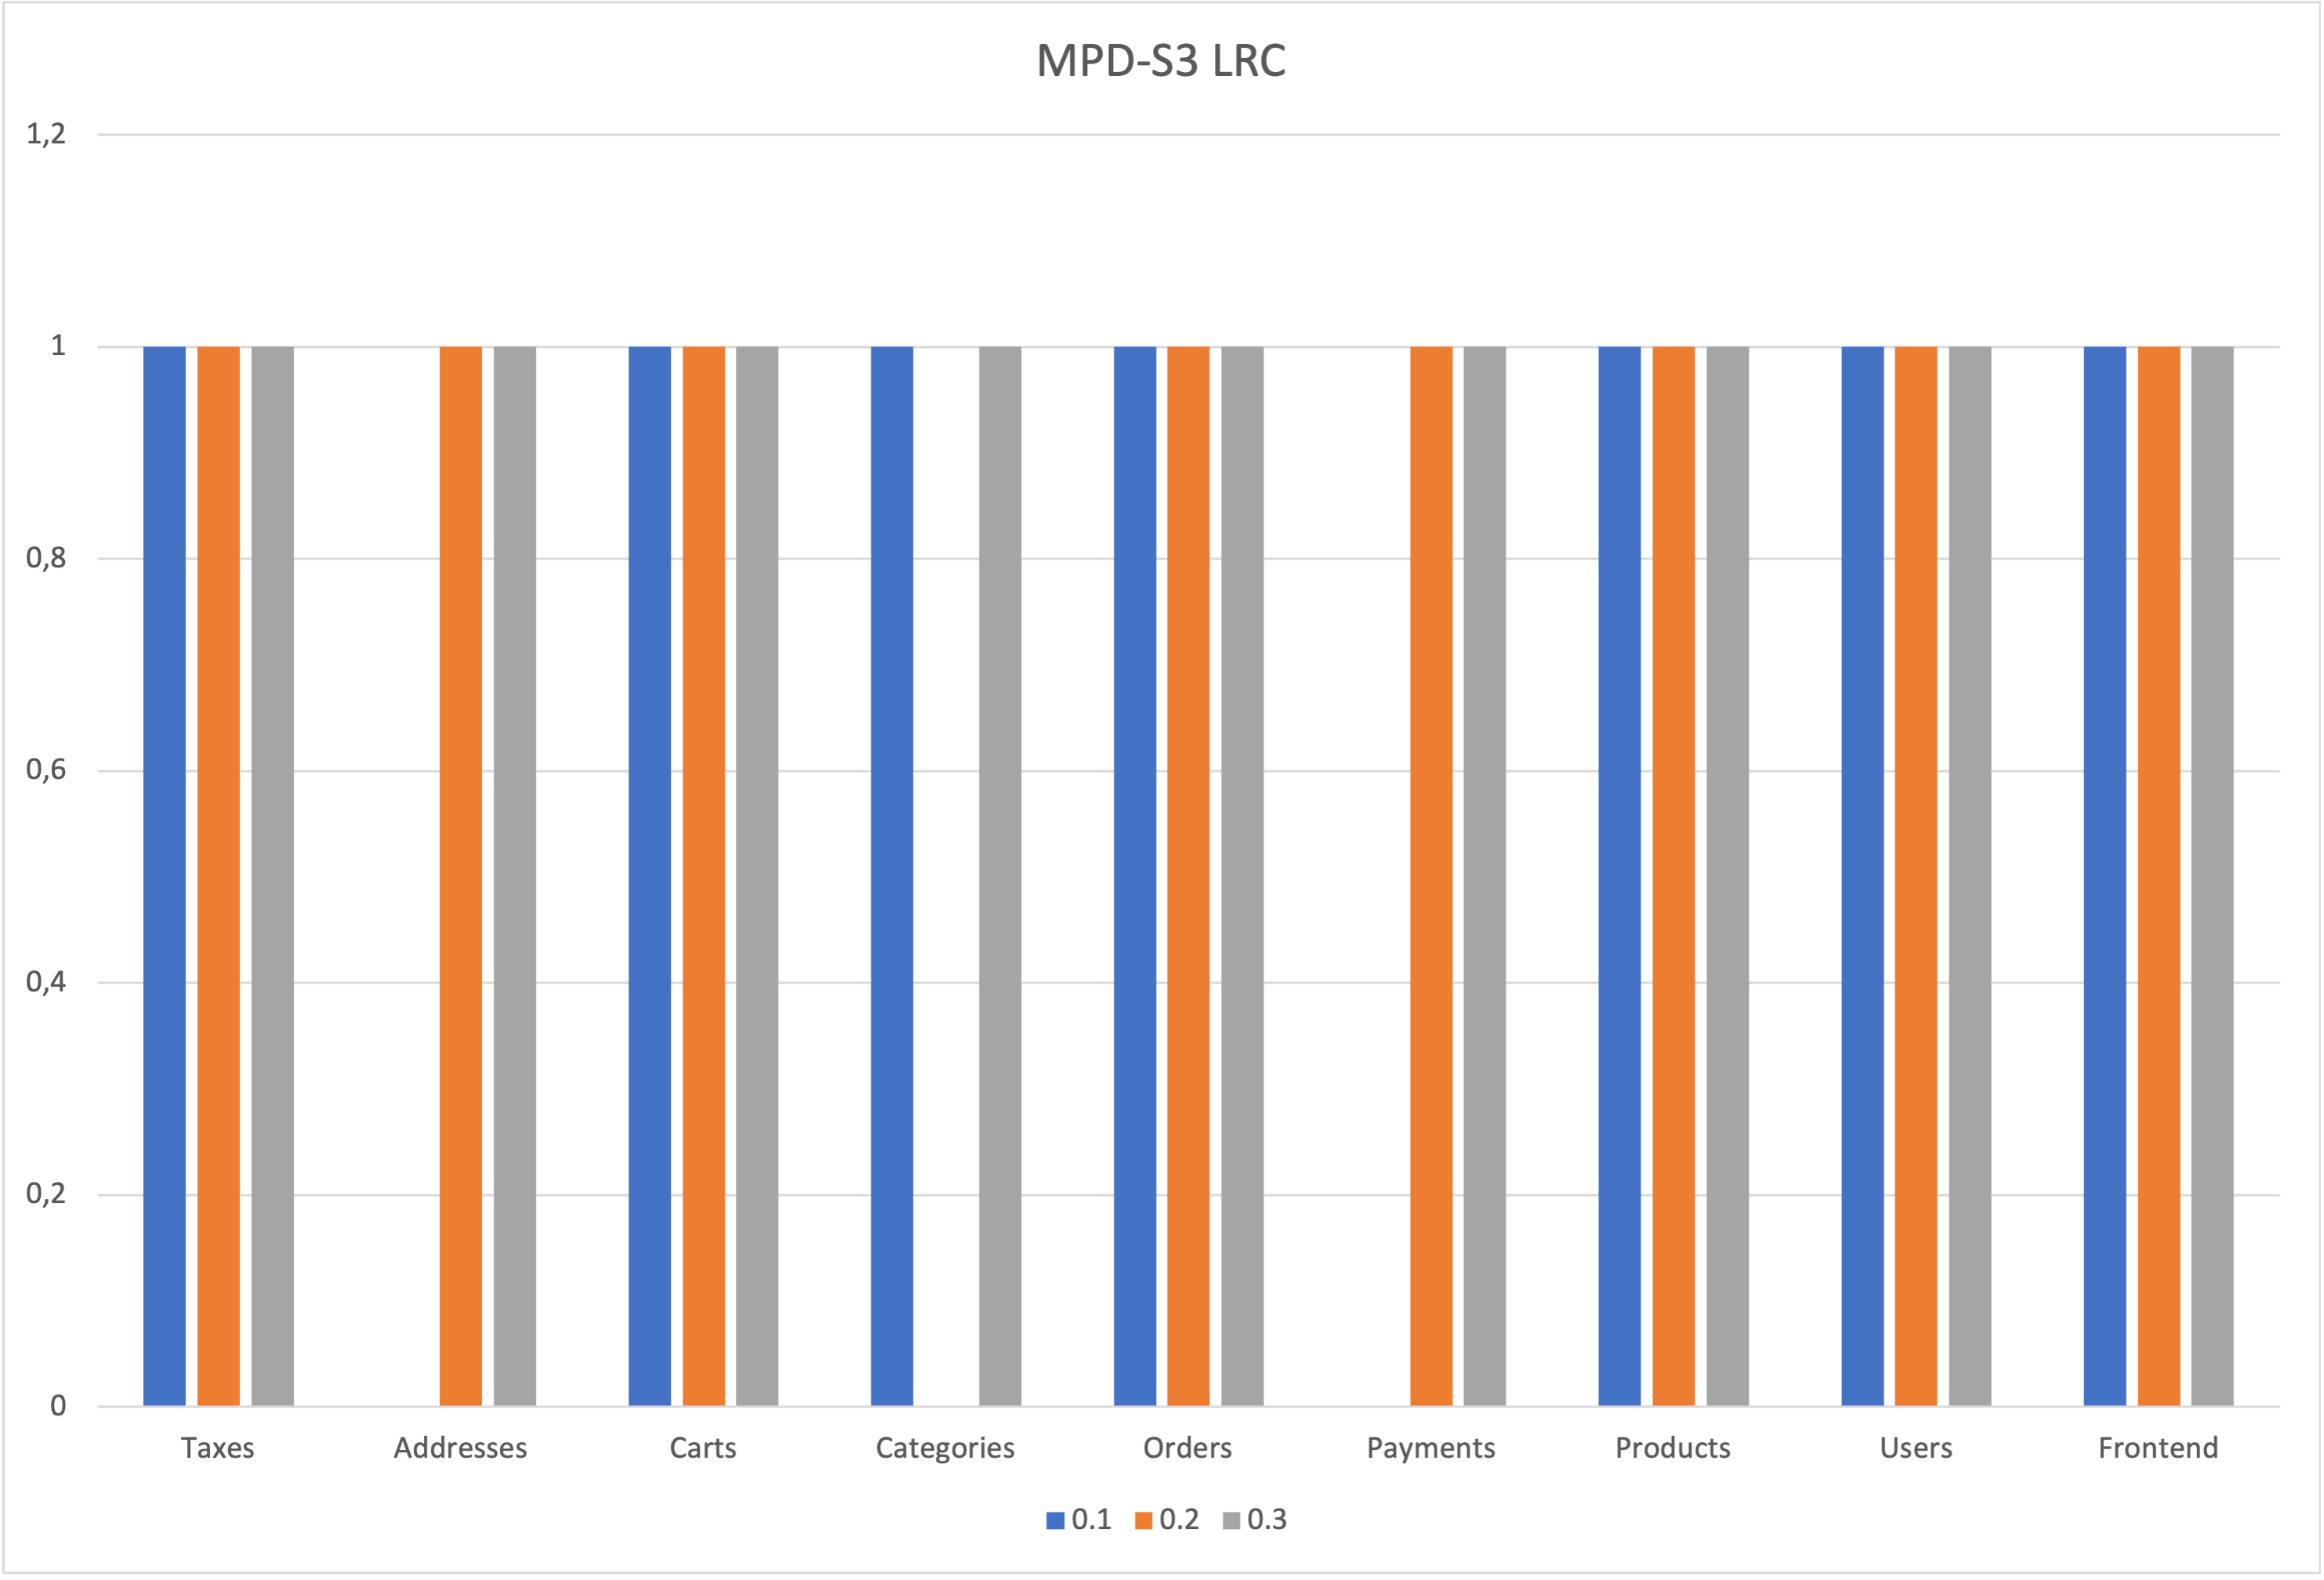 MPD-S3 LRC
1,2
1
0,8
0,6
0,4
0,2
0
Taxes Addresses Carts Categories Orders Payments Products Users Frontend
0.1 0.2 0.3